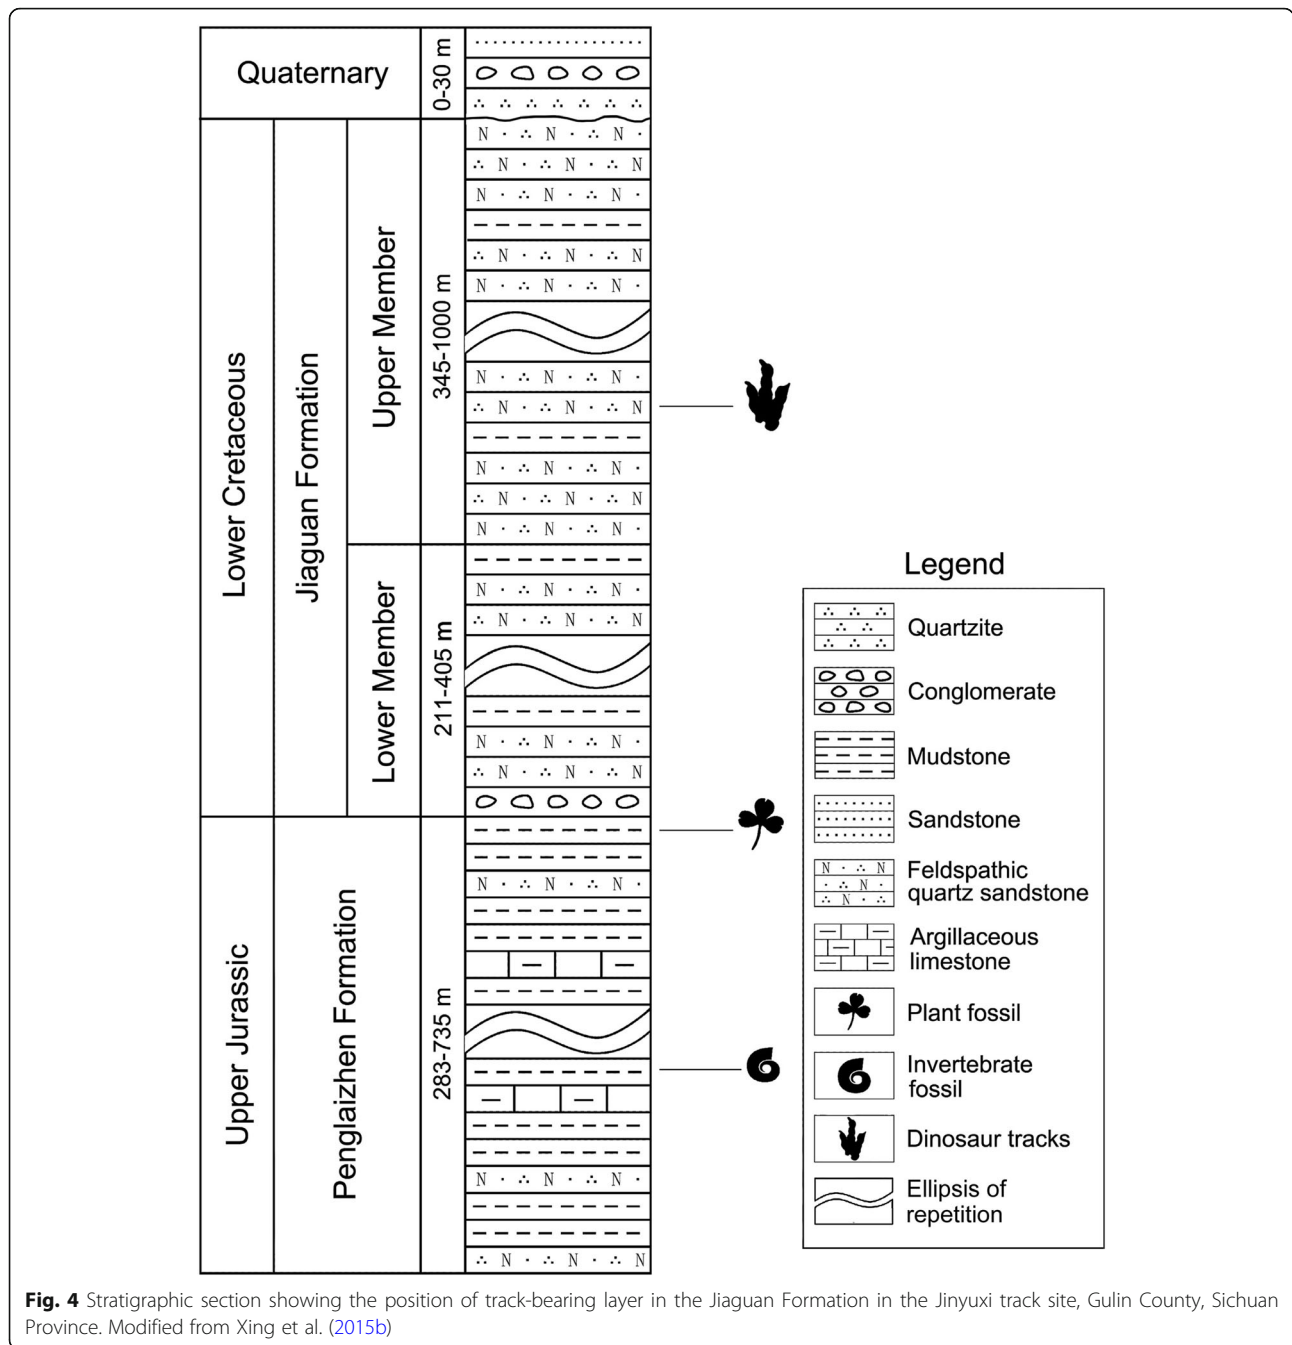 Quaternary
0-30 m
Lower Cretaceous
Jiaguan Formation
Upper Member
345-1000 m
Lower Member
211-405 m
Upper Jurassic
Penglaizhen Formation
283-735 m
N N N
N N
N N N
N N
N N N
N N N
N N
N N N
N N
N N N
N N N
N N
N N N
N N
N N N
N N N
N N
Legend
Quartzite
Conglomerate
Mudstone
Sandstone
N N
N
N
Feldspathic
quartz sandstone
Argillaceous
limestone
Plant fossil
Invertebrate
fossil
Dinosaur tracks
Ellipsis of
repetition
Fig. 4 Stratigraphic section showing the position of track-bearing layer in the Jiaguan Formation in the Jinyuxi track site, Gulin County, Sichuan
Province. Modified from Xing et al. (2015b)